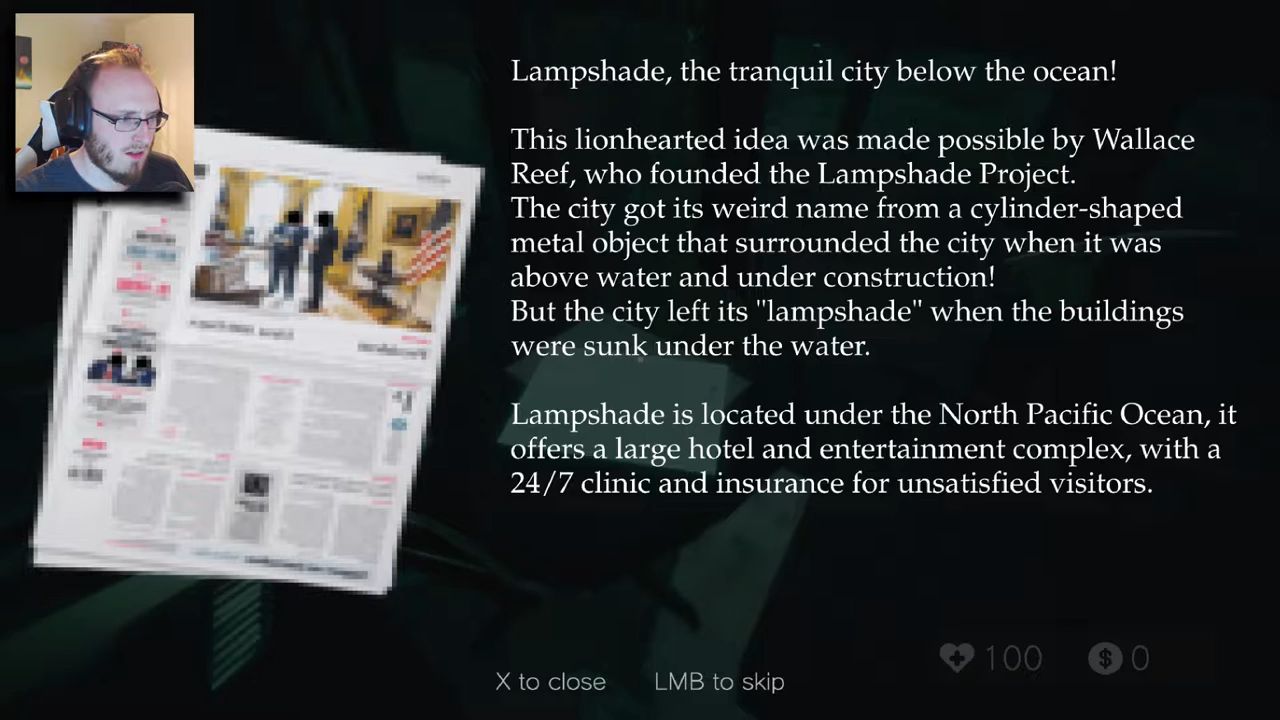 Lampshade, the tranquil city below the ocean!
This lionhearted idea was made possible by Wallace
Reef, who founded the Lampshade Project.
The city got its weird name from a cylinder-shaped
metal object that surrounded the city when it was
above water and under construction!
But the city left its "lampshade" when the buildings
were sunk under the water.
Lampshade is located under the North Pacific Ocean, it
offers a large hotel and entertainment complex, with a
24/7 clinic and insurance for unsatisfied visitors.
100 $ 0
X to close LMB to skip